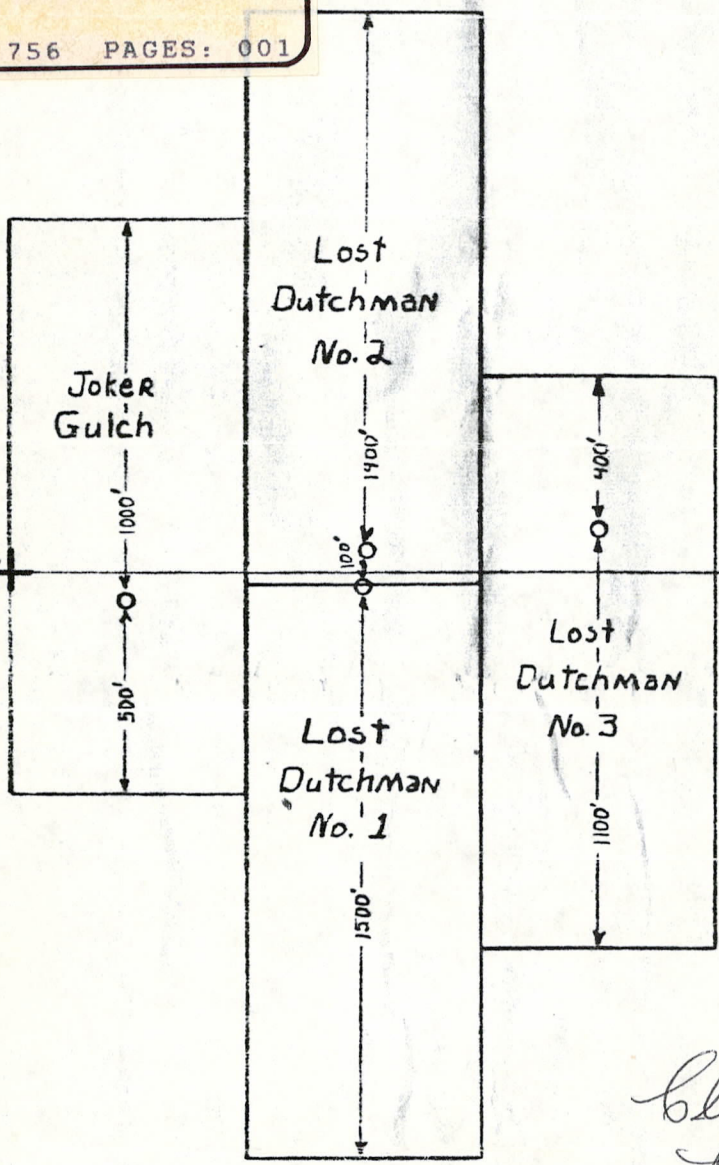 756 PAGES: 001
Lost
Dutchman
No. 2
1400'
100'
Joker
Gulch
1000'
500'
400'
Lost
Dutchman
No. 3
1100'
Lost
Dutchman
No. 1
1500'